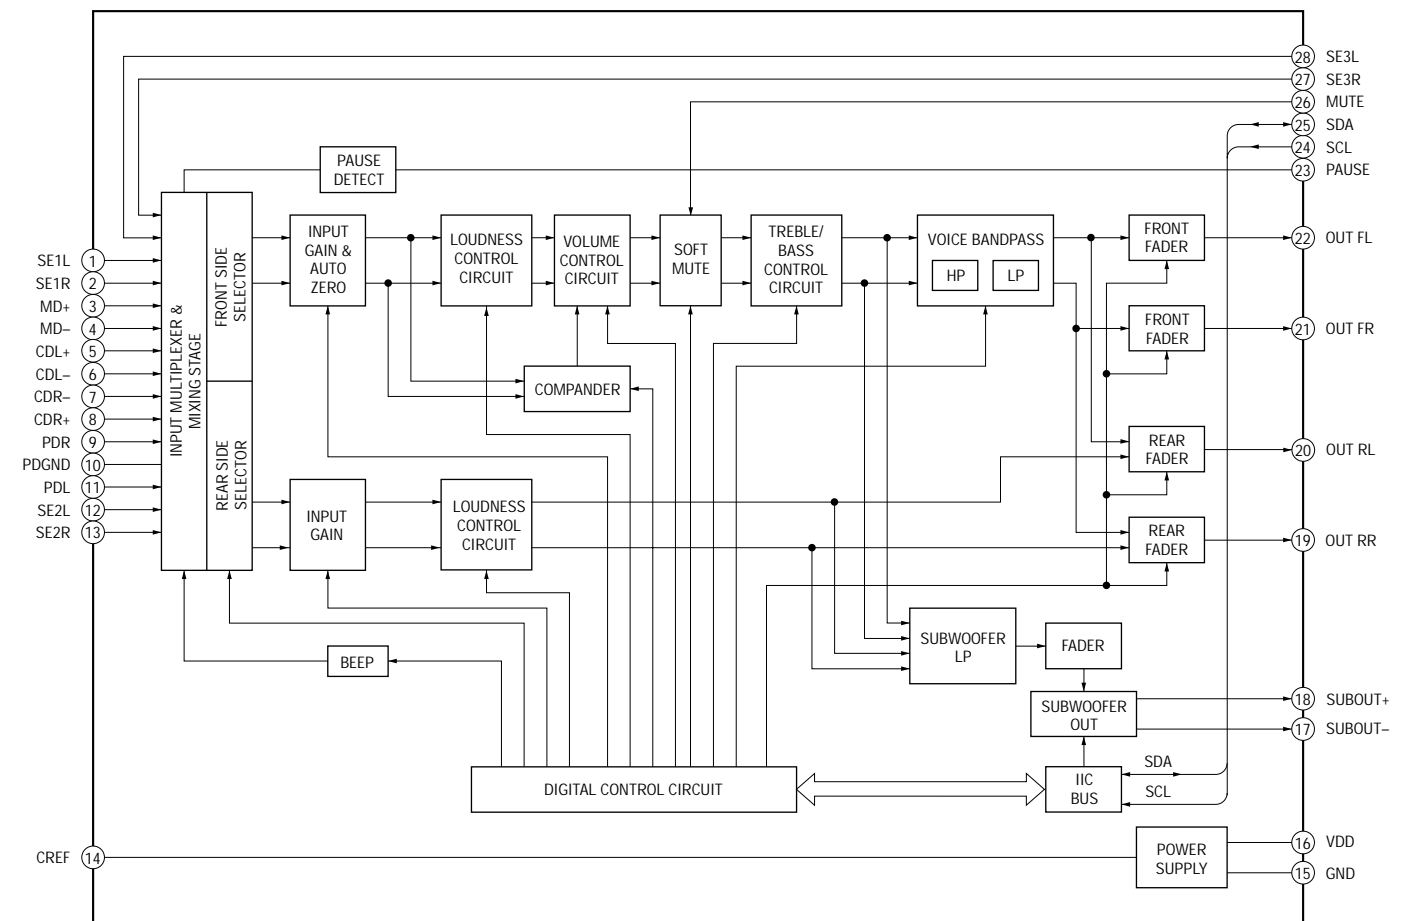 28 SE3L
27 SE3R
26 MUTE
25 SDA
24 SCL
23 PAUSE
PAUSE
DETECT
INPUT MULTIPLEXER &
MIXING STAGE
FRONT SIDE
SELECTOR
REAR SIDE
SELECTOR
INPUT
GAIN &
AUTO
ZERO
LOUDNESS
CONTROL
CIRCUIT
VOLUME
CONTROL
CIRCUIT
SOFT
MUTE
TREBLE/
BASS
CONTROL
CIRCUIT
VOICE BANDPASS
HP
LP
FRONT
FADER
22 OUT FL
FRONT
FADER
21 OUT FR
SE1L 1
SE1R 2
MD+ 3
MD– 4
CDL+ 5
CDL– 6
CDR– 7
CDR+ 8
PDR 9
PDGND 10
PDL 11
SE2L 12
SE2R 13
COMPANDER
REAR
FADER
20 OUT RL
INPUT
GAIN
LOUDNESS
CONTROL
CIRCUIT
REAR
FADER
19 OUT RR
BEEP
SUBWOOFER
LP
FADER
SUBWOOFER
OUT
18 SUBOUT+
17 SUBOUT–
DIGITAL CONTROL CIRCUIT
IIC
BUS
SDA
SCL
CREF 14
POWER
SUPPLY
16 VDD
15 GND